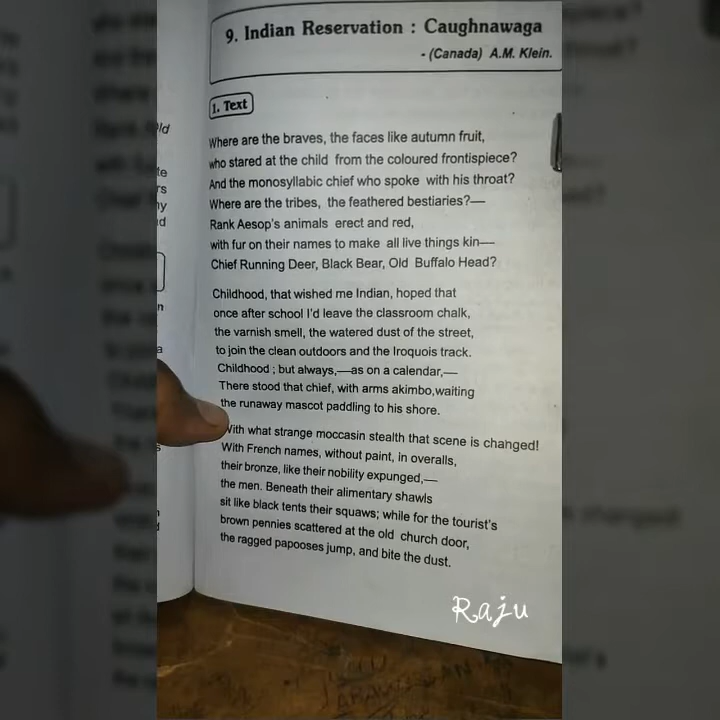 9. Indian Reservation : Caughnawaga
- (Canada) A.M. Klein.
1. Text
Where are the braves, the faces like autumn fruit,
who stared at the child from the coloured frontispiece?
And the monosyllabic chief who spoke with his throat?
Where are the tribes, the feathered bestiaries?—
Rank Aesop's animals erect and red,
with fur on their names to make all live things kin—
Chief Running Deer, Black Bear, Old Buffalo Head?
Childhood, that wished me Indian, hoped that
once after school I'd leave the classroom chalk,
the varnish smell, the watered dust of the street,
to join the clean outdoors and the Iroquois track.
Childhood ; but always,—as on a calendar,—
There stood that chief, with arms akimbo,waiting
the runaway mascot paddling to his shore.
With what strange moccasin stealth that scene is changed!
With French names, without paint, in overalls,
their bronze, like their nobility expunged,—
the men. Beneath their alimentary shawls
sit like black tents their squaws; while for the tourist's
brown pennies scattered at the old church door,
the ragged papooses jump, and bite the dust.
Raju